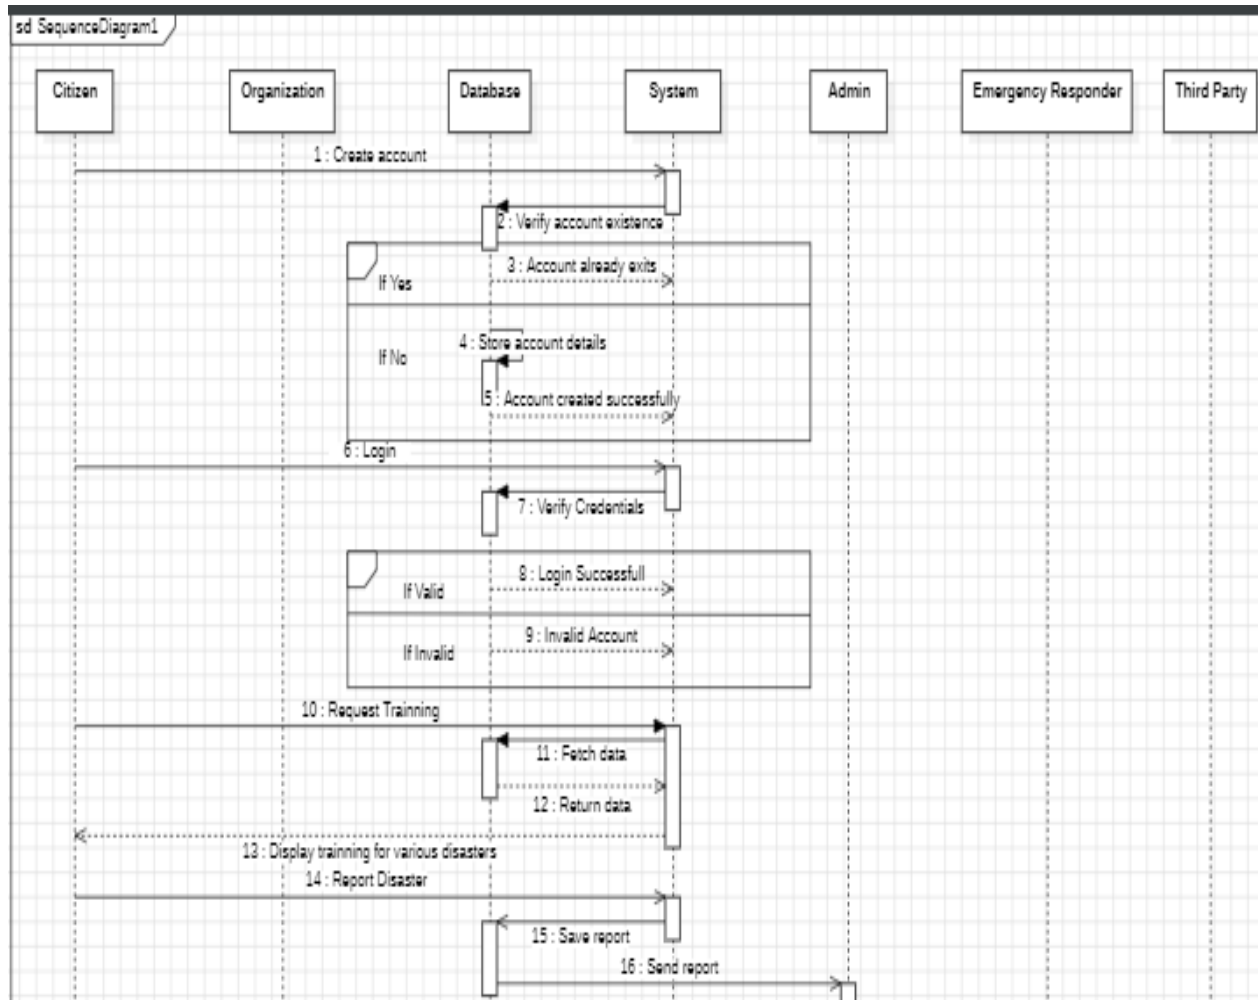 sd SequenceDiagram1
Citizen
Organization
Database
System
Admin
Emergency Responder
Third Party
1 : Create account
2 : Verify account existence
3 : Account already exits
If Yes
4 : Store account details
If No
5 : Account created successfully
6 : Login
7 : Verify Credentials
8 : Login Successfull
If Valid
9 : Invalid Account
If Invalid
10 : Request Trainning
11 : Fetch data
12 : Return data
13 : Display trainning for various disasters
14 : Report Disaster
15 : Save report
16 : Send report